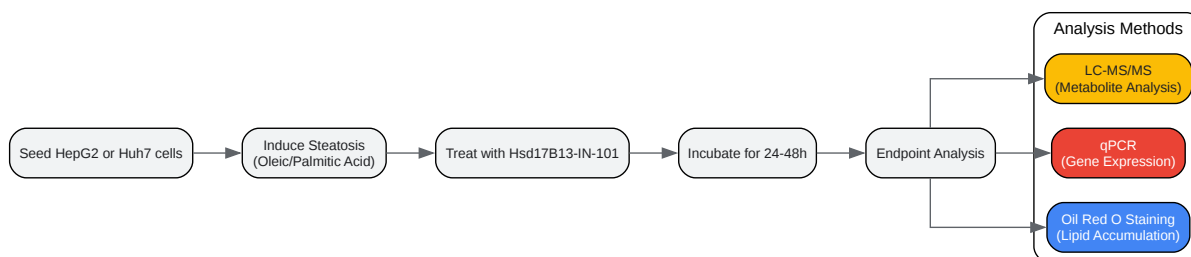 Analysis Methods
LC-MS/MS
(Metabolite Analysis)
Seed HepG2 or Huh7 cells
Induce Steatosis
(Oleic/Palmitic Acid)
Treat with Hsd17B13-IN-101
Incubate for 24-48h
Endpoint Analysis
qPCR
(Gene Expression)
Oil Red O Staining
(Lipid Accumulation)